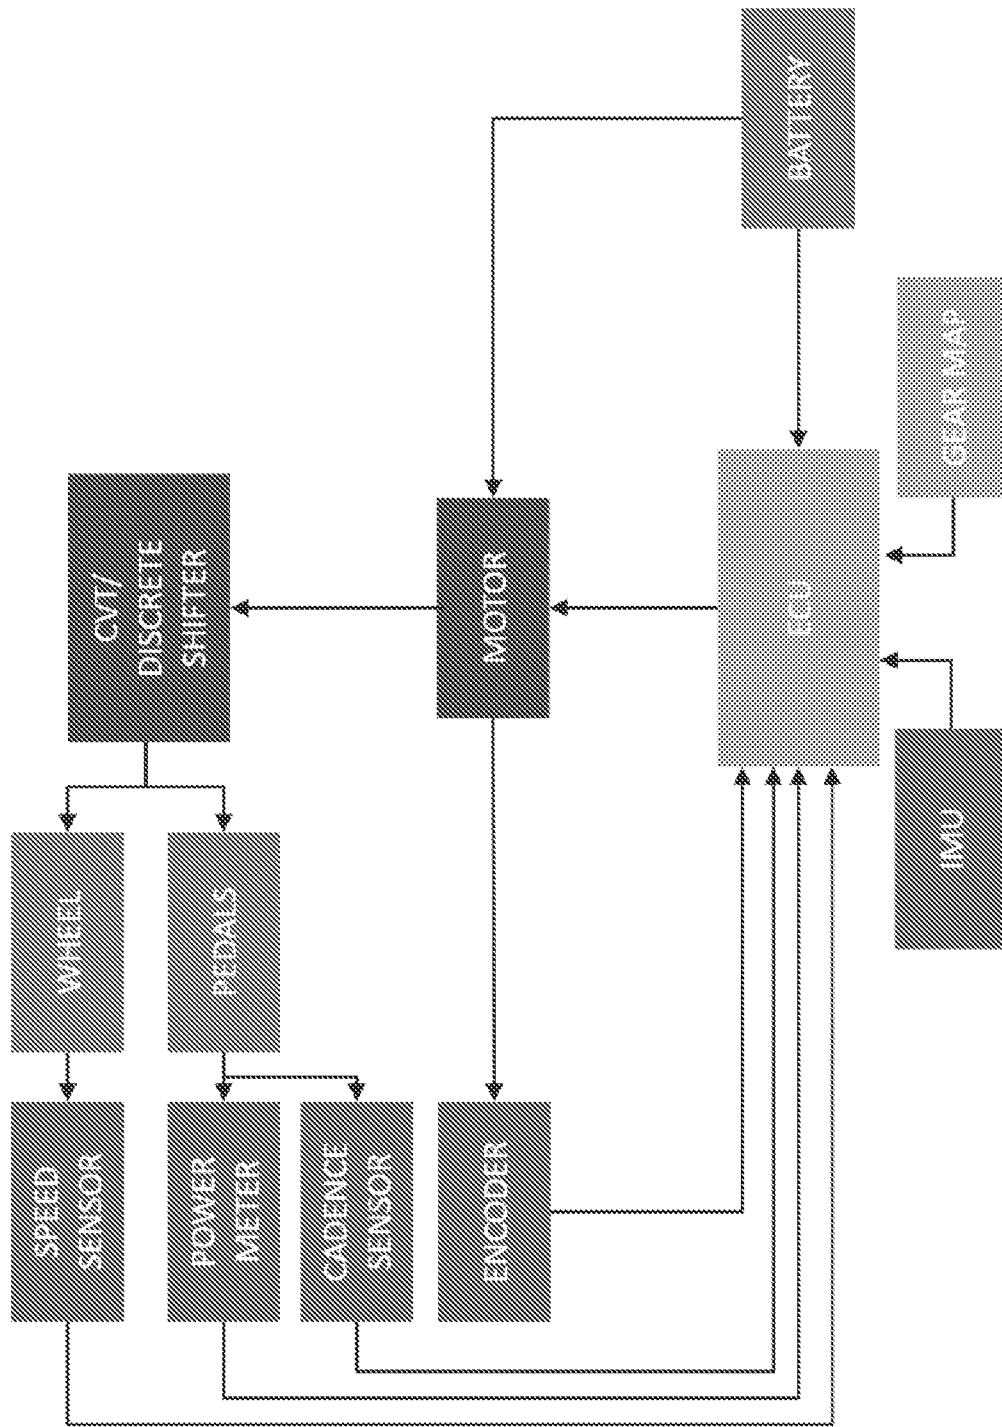 SPEED
SENSOR
WHEEL
POWER
METER
PEDALS
CADENCE
SENSOR
CVT/
DISCRETE
SHIFTER
ENCODER
MOTOR
BATTERY
ECU
IMU
GEAR MAP